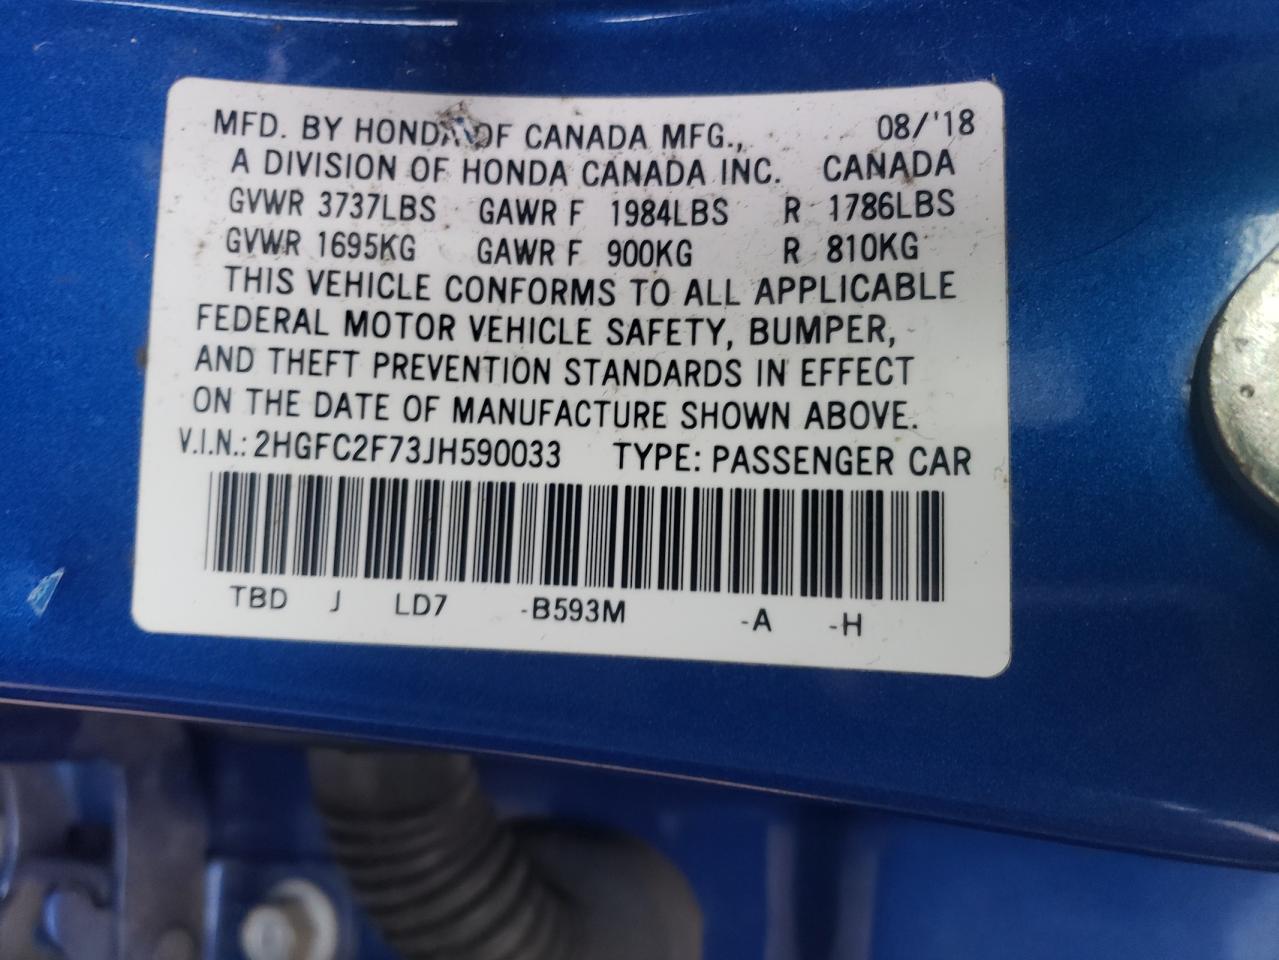 MFD. BY HONDA OF CANADA MFG., 08/'18
A DIVISION OF HONDA CANADA INC. CANADA
GVWR 3737LBS GAWR F 1984LBS R 1786LBS
GVWR 1695KG GAWR F 900KG R 810KG
THIS VEHICLE CONFORMS TO ALL APPLICABLE
FEDERAL MOTOR VEHICLE SAFETY, BUMPER,
AND THEFT PREVENTION STANDARDS IN EFFECT
ON THE DATE OF MANUFACTURE SHOWN ABOVE.
V.I.N.: 2HGFC2F73JH590033 TYPE: PASSENGER CAR
TBD J LD7 -B593M -A -H